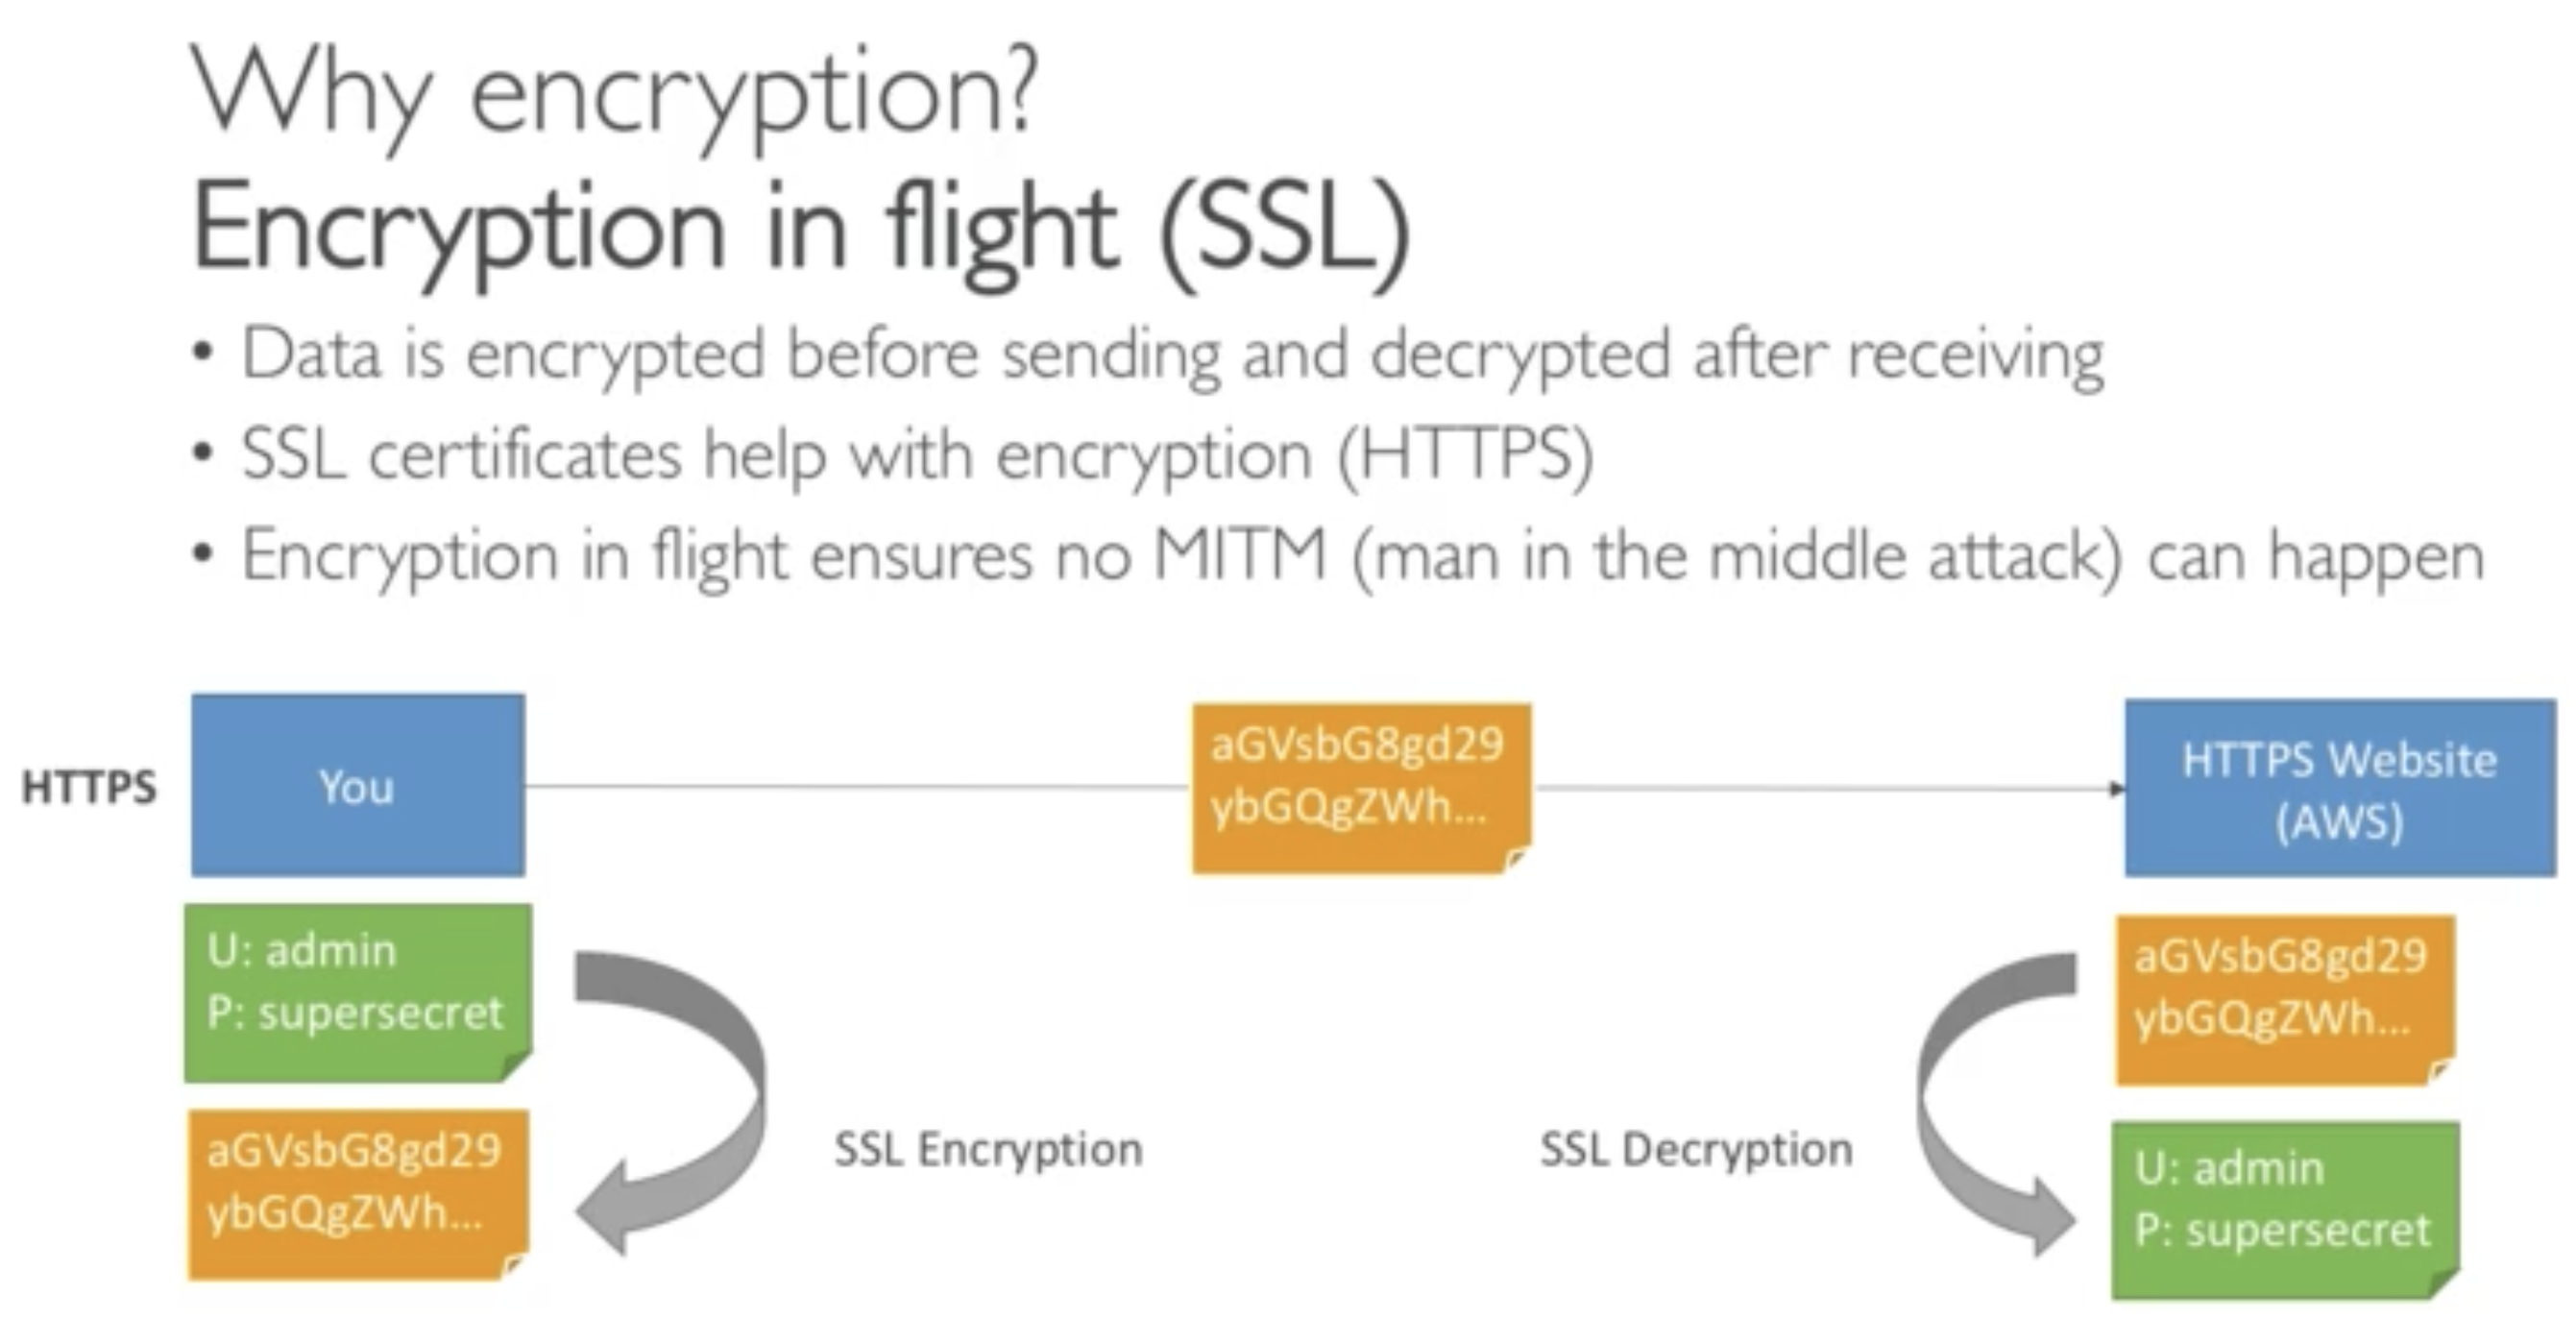 Why encryption?
Encryption in flight (SSL)
• Data is encrypted before sending and decrypted after receiving
• SSL certificates help with encryption (HTTPS)
• Encryption in flight ensures no MITM (man in the middle attack) can happen
HTTPS
You
aGVsbG8gd29
ybGQgZWh...
HTTPS Website
(AWS)
U: admin
P: supersecret
aGVsbG8gd29
ybGQgZWh...
SSL Encryption
SSL Decryption
aGVsbG8gd29
ybGQgZWh...
U: admin
P: supersecret